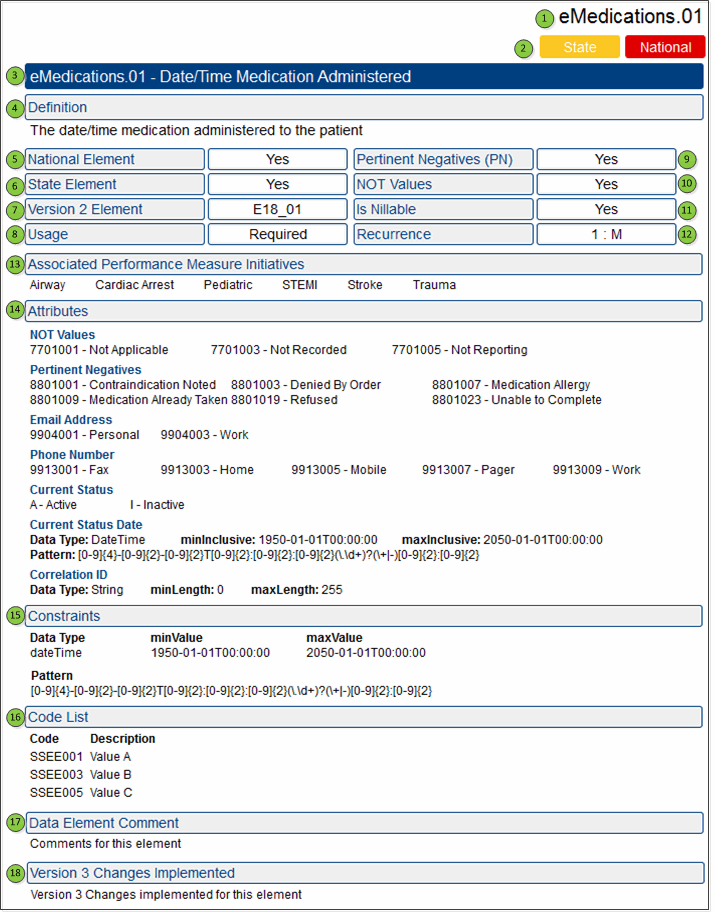 1 eMedications.01
2 State National
3 eMedications.01 - Date/Time Medication Administered
4 Definition
The date/time medication administered to the patient
5 National Element Yes Pertinent Negatives (PN) Yes 9
6 State Element Yes NOT Values Yes 10
7 Version 2 Element E18_01 Is Nillable Yes 11
8 Usage Required Recurrence 1 : M 12
13 Associated Performance Measure Initiatives
Airway Cardiac Arrest Pediatric STEMI Stroke Trauma
14 Attributes
NOT Values
7701001 - Not Applicable 7701003 - Not Recorded 7701005 - Not Reporting
Pertinent Negatives
8801001 - Contraindication Noted 8801003 - Denied By Order 8801007 - Medication Allergy
8801009 - Medication Already Taken 8801019 - Refused 8801023 - Unable to Complete
Email Address
9904001 - Personal 9904003 - Work
Phone Number
9913001 - Fax 9913003 - Home 9913005 - Mobile 9913007 - Pager 9913009 - Work
Current Status
A - Active I - Inactive
Current Status Date
Data Type: DateTime minInclusive: 1950-01-01T00:00:00 maxInclusive: 2050-01-01T00:00:00
Pattern: [0-9]{4}-[0-9]{2}-[0-9]{2}T[0-9]{2}:[0-9]{2}:[0-9]{2}(\.\d+)?(\+|-)[0-9]{2}:[0-9]{2}
Correlation ID
Data Type: String minLength: 0 maxLength: 255
15 Constraints
Data Type minValue maxValue
dateTime 1950-01-01T00:00:00 2050-01-01T00:00:00
Pattern
[0-9]{4}-[0-9]{2}-[0-9]{2}T[0-9]{2}:[0-9]{2}:[0-9]{2}(\.\d+)?(\+|-)[0-9]{2}:[0-9]{2}
16 Code List
Code Description
SSEE001 Value A
SSEE003 Value B
SSEE005 Value C
17 Data Element Comment
Comments for this element
18 Version 3 Changes Implemented
Version 3 Changes implemented for this element